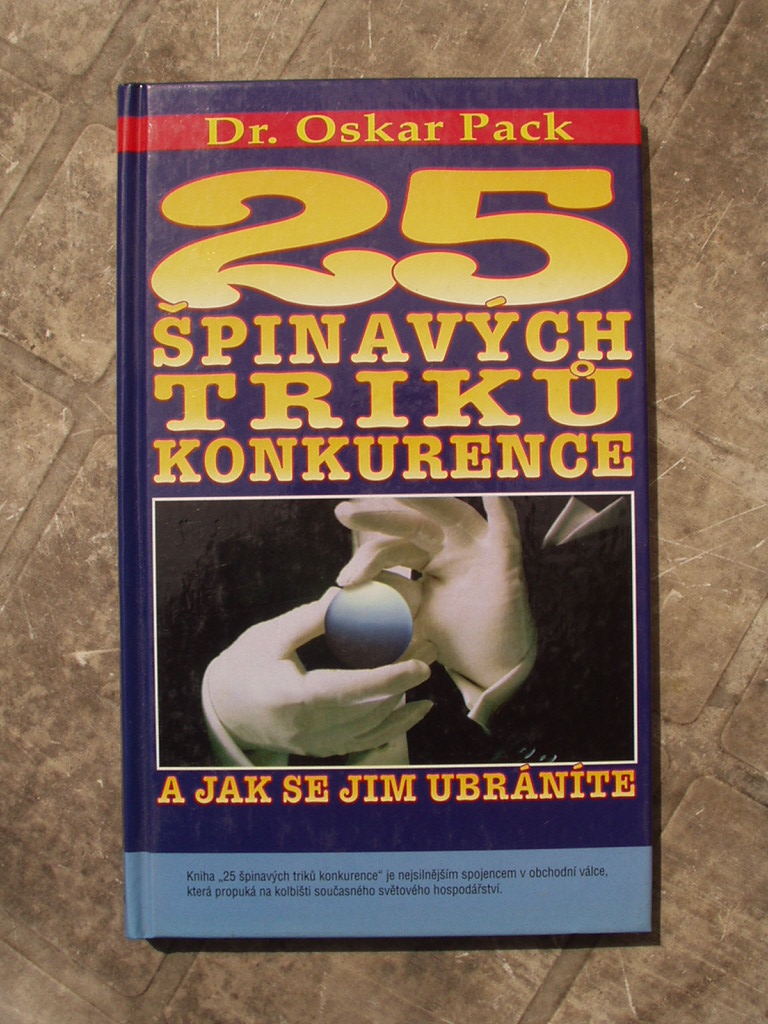 Dr. Oskar Pack
25
ŠPINAVÝCH
TRIKŮ
KONKURENCE
A JAK SE JIM UBRÁNÍTE
Kniha „25 špinavých triků konkurence“ je nejsilnějším spojencem v obchodní válce,
která propuká na kolbišti současného světového hospodářství.